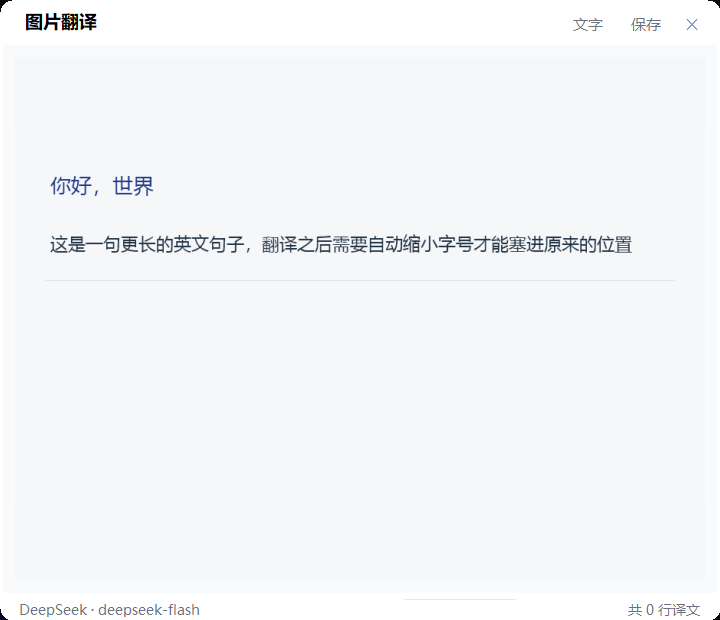 图片翻译
文字 保存
你好，世界
这是一句更长的英文句子，翻译之后需要自动缩小字号才能塞进原来的位置
DeepSeek · deepseek-flash
共 0 行译文